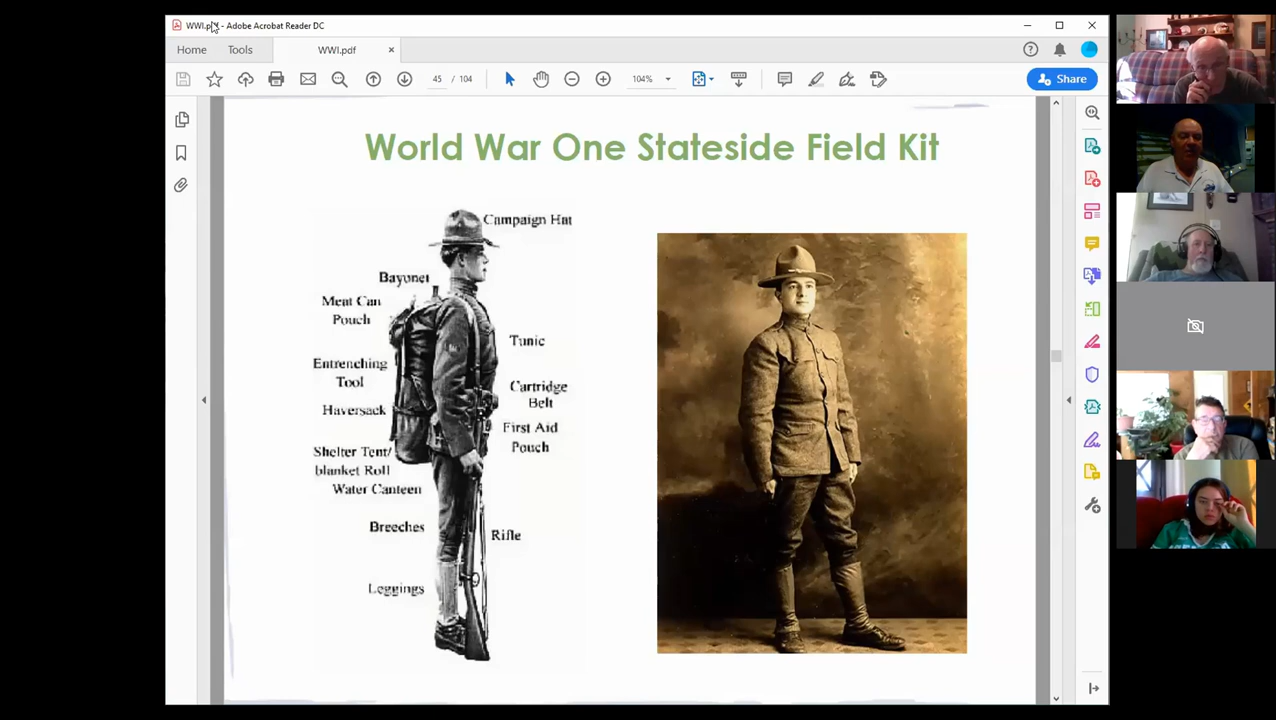 WWI.pdf - Adobe Acrobat Reader DC
Home Tools WWI.pdf
45 / 104 104% Share
World War One Stateside Field Kit
Campaign Hat
Bayonet
Meat Can
Pouch
Tunic
Entrenching
Tool
Cartridge
Belt
Haversack
First Aid
Pouch
Shelter Tent/
blanket Roll
Water Canteen
Breeches
Rifle
Leggings